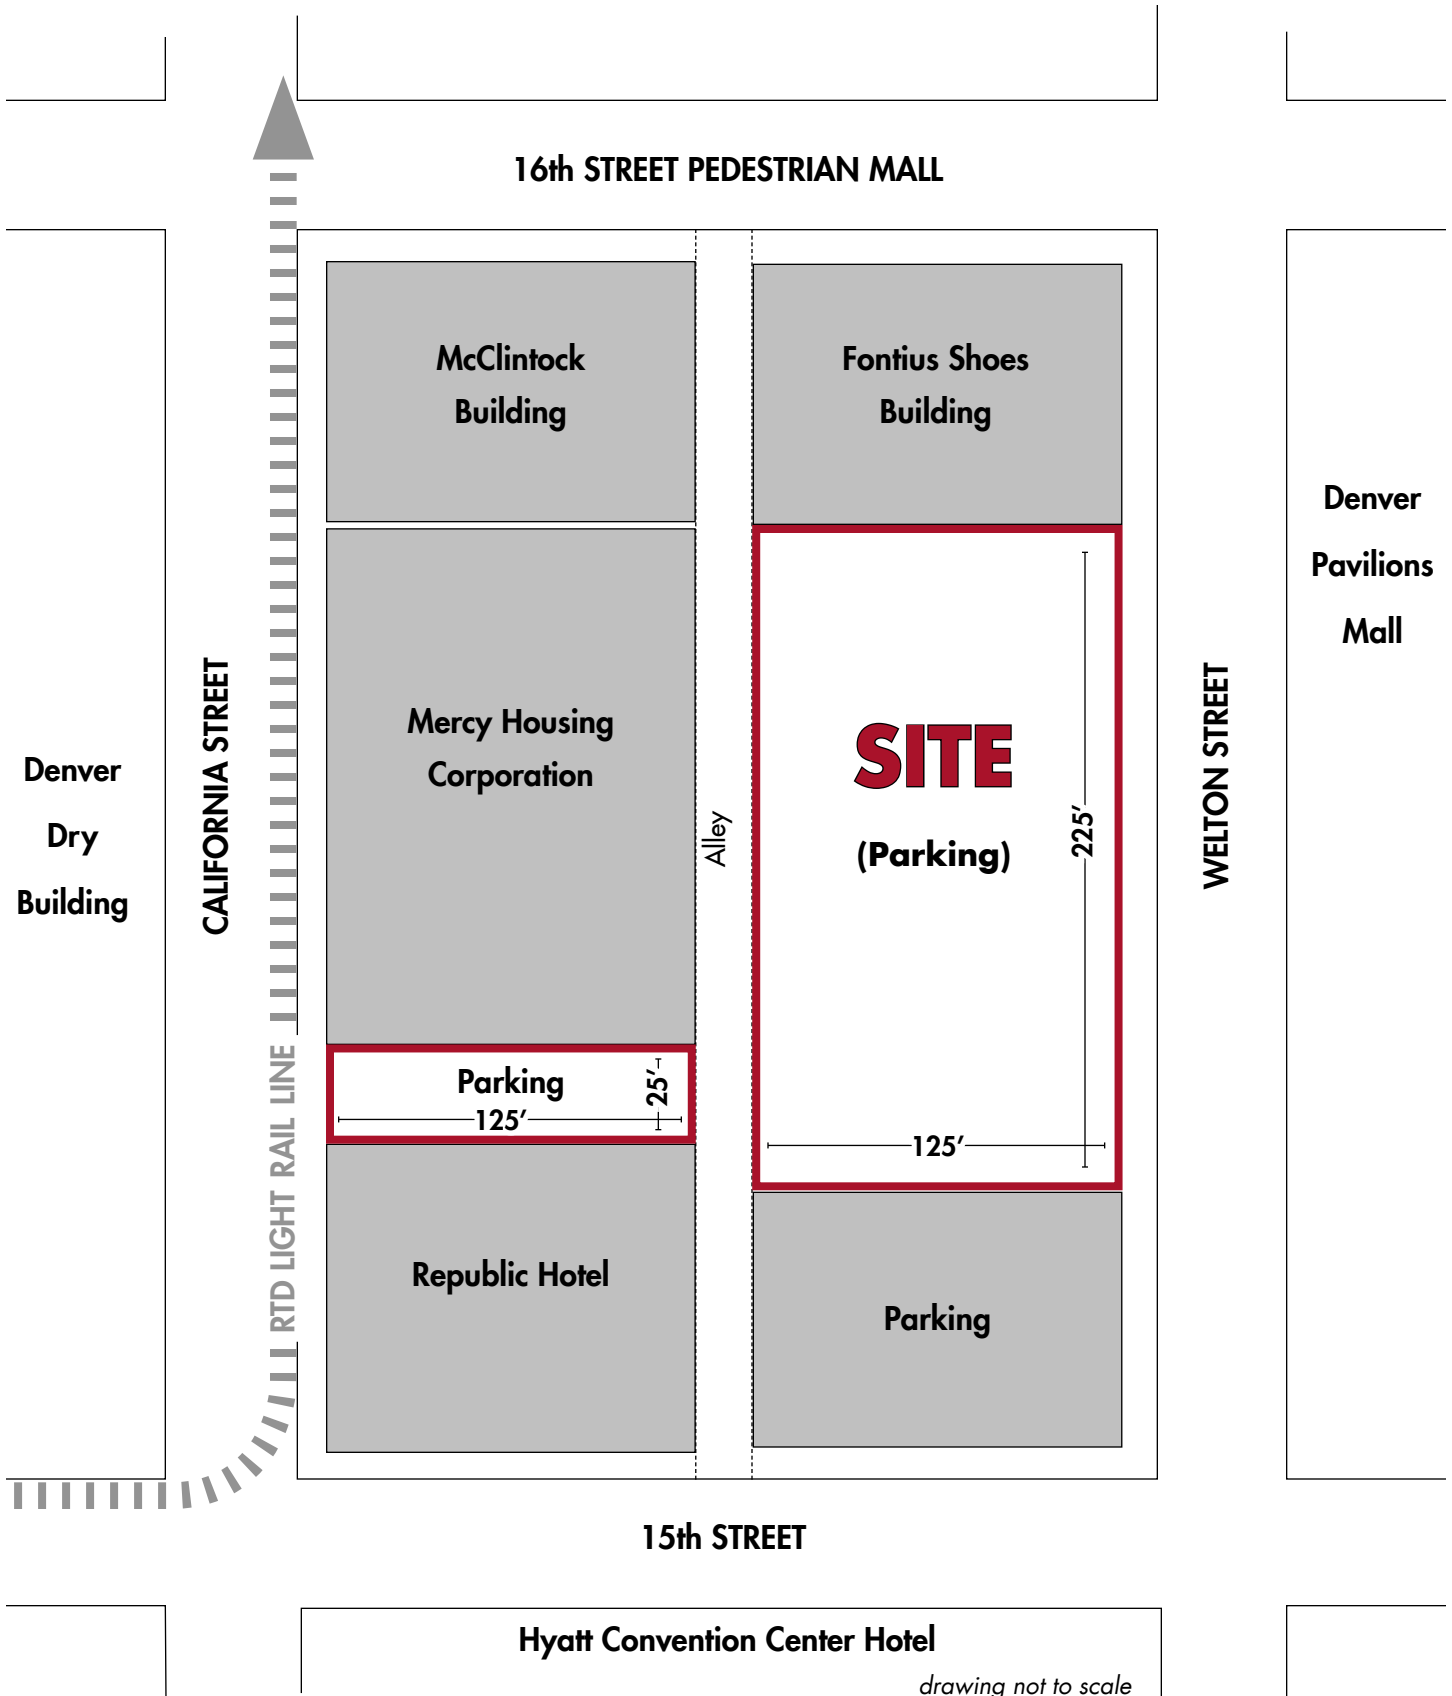 16th STREET PEDESTRIAN MALL
McClintock
Building
Fontius Shoes
Building
Denver
Pavilions
Mall
Mercy Housing
Corporation
SITE
(Parking)
225’
125’
Alley
CALIFORNIA STREET
WELTON STREET
Denver
Dry
Building
Parking
25’
125’
RTD LIGHT RAIL LINE
Republic Hotel
Parking
15th STREET
Hyatt Convention Center Hotel
drawing not to scale